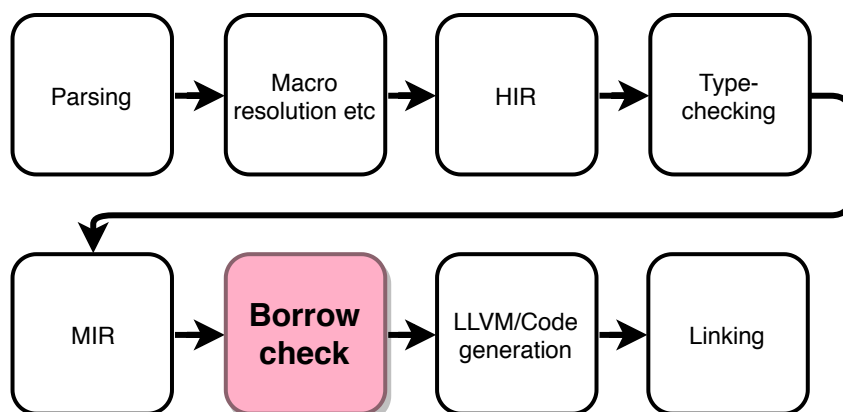 Parsing
Macro
resolution etc
HIR
Type-
checking
MIR
Borrow
check
LLVM/Code
generation
Linking